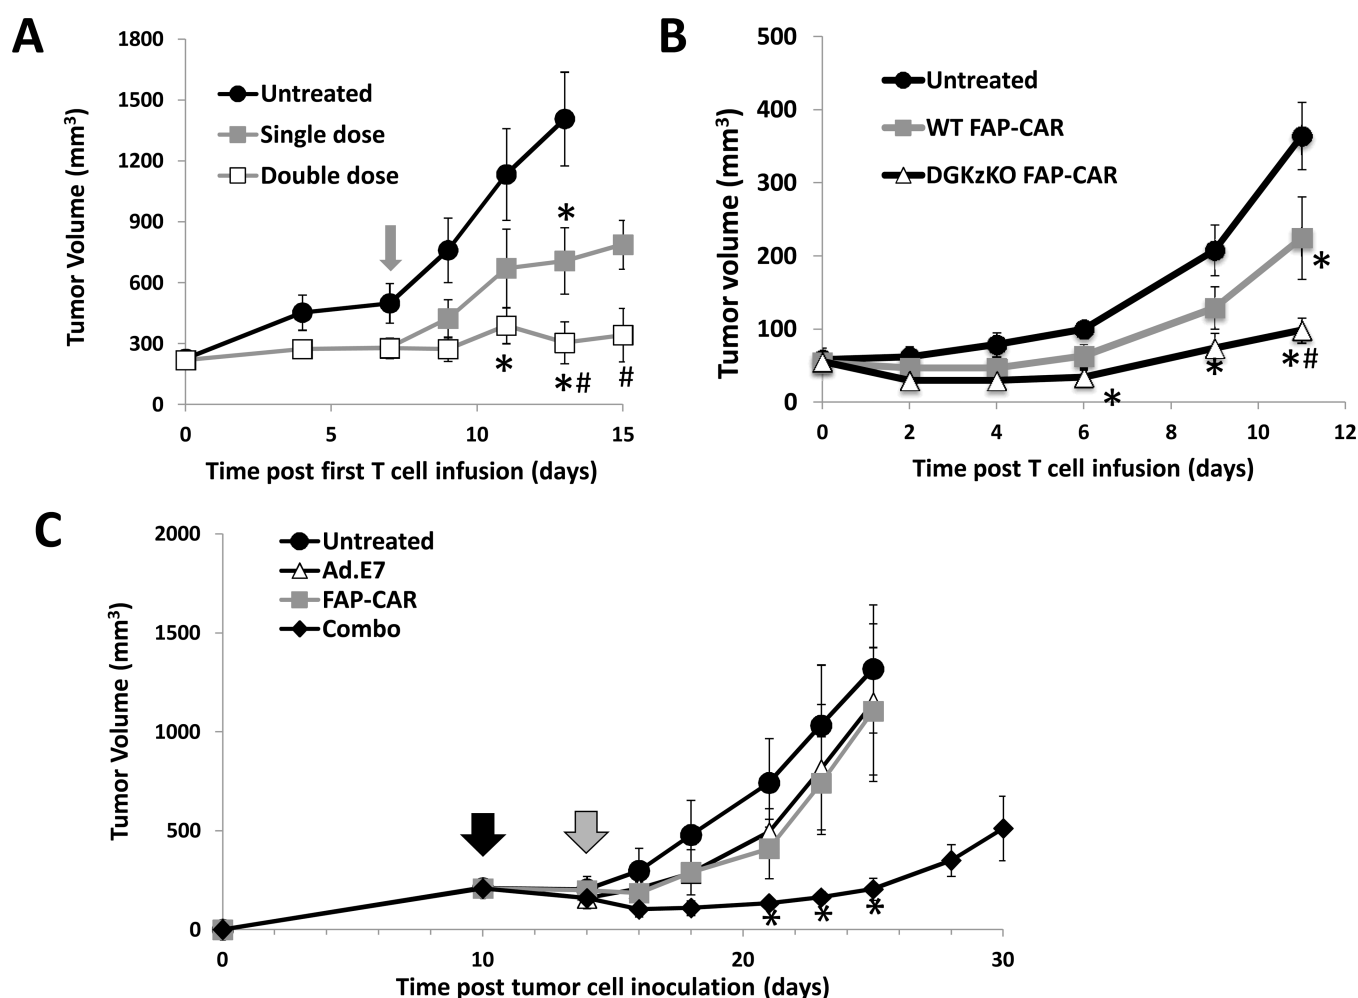 A
1800
1500
1200
900
600
300
0
0
5
10
15
Tumor Volume (mm³)
Untreated
Single dose
Double dose
*
*
*#
#
Time post first T cell infusion (days)
B
500
400
300
200
100
0
0
2
4
6
8
10
12
Tumor volume (mm³)
Untreated
WT FAP-CAR
DGKzKO FAP-CAR
*
*
*
*#
Time post T cell infusion (days)
C
2000
1500
1000
500
0
0
10
20
30
Tumor Volume (mm³)
Untreated
Ad.E7
FAP-CAR
Combo
*
*
*
Time post tumor cell inoculation (days)